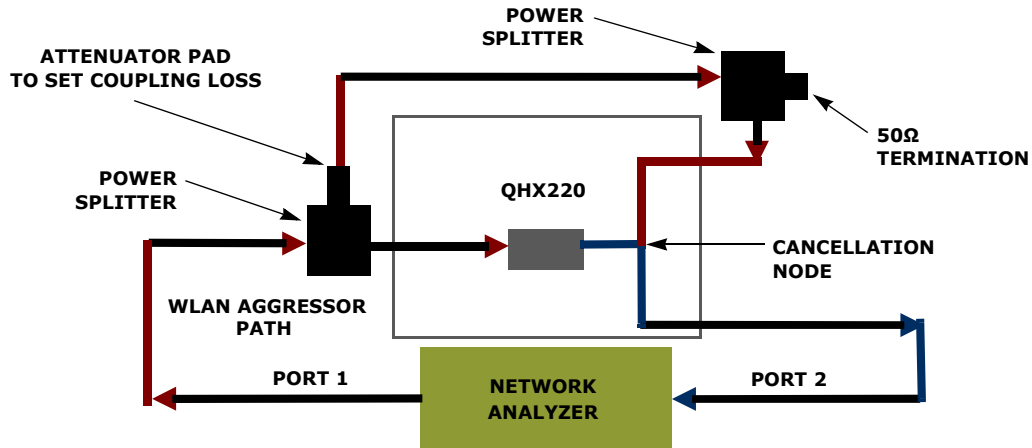 POWER
SPLITTER
ATTENUATOR PAD
TO SET COUPLING LOSS
50Ω
TERMINATION
POWER
SPLITTER
QHX220
CANCELLATION
NODE
WLAN AGGRESSOR
PATH
PORT 1
NETWORK
ANALYZER
PORT 2